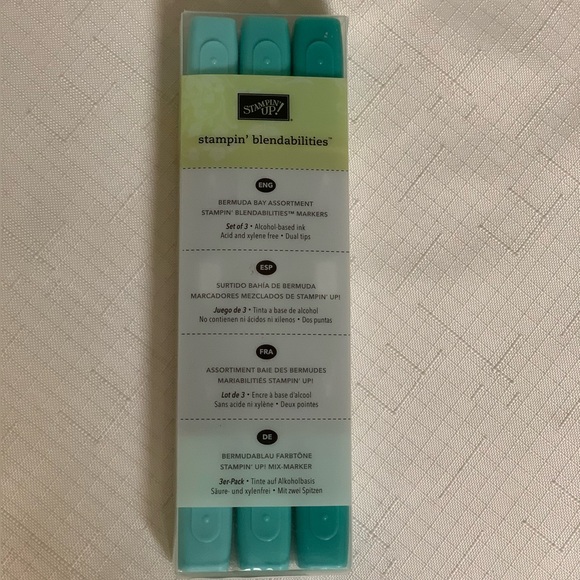 STAMPIN' UP!
stampin' blendabilities™
ENG
BERMUDA BAY ASSORTMENT
STAMPIN' BLENDABILITIES™ MARKERS
Set of 3 • Alcohol-based ink
Acid and xylene free • Dual tips
ESP
SURTIDO BAHÍA DE BERMUDA
MARCADORES MEZCLADOS DE STAMPIN' UP!
Juego de 3 • Tinta a base de alcohol
No contienen ni ácidos ni xilenos • Dos puntas
FRA
ASSORTIMENT BAIE DES BERMUDES
MARIABILITIÉS STAMPIN' UP!
Lot de 3 • Encre à base d'alcool
Sans acide ni xylène • Deux pointes
DE
BERMUDABLAU FARBTÖNE
STAMPIN' UP! MIX-MARKER
3er-Pack • Tinte auf Alkoholbasis
Säure- und xylenfrei • Mit zwei Spitzen